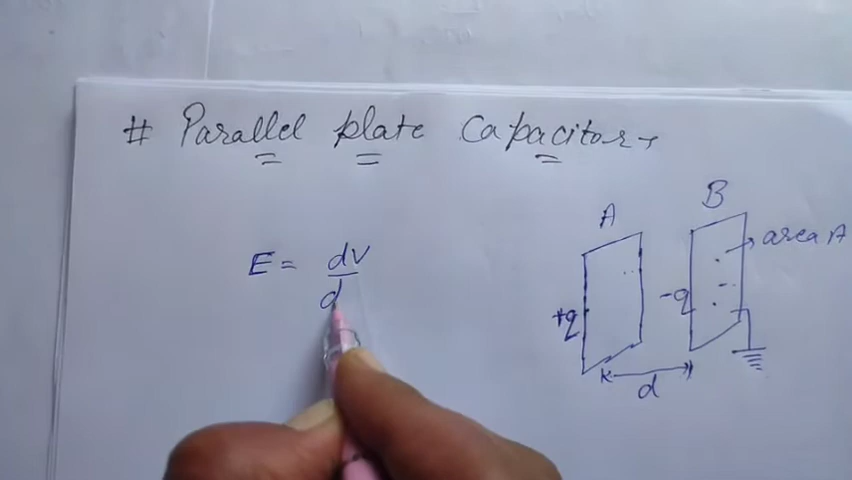 # Parallel plate Capacitor
E = dV
d
A
B
area A
+q
-q
d